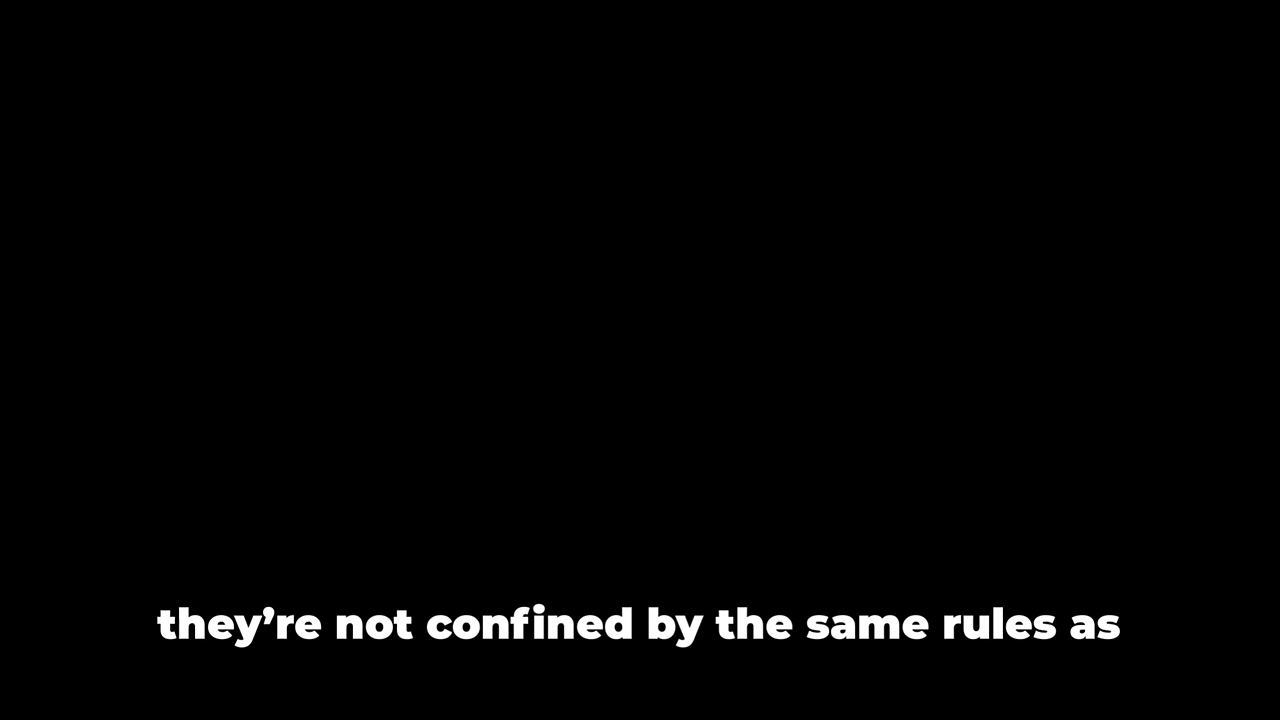 they’re not confined by the same rules as